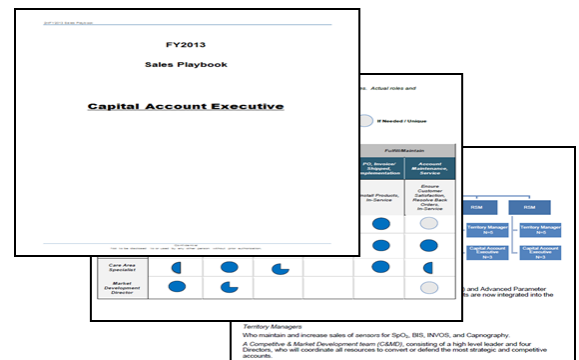 FY2013 Sales Playbook
FY2013
Sales Playbook
Capital Account Executive
Confidential
Actual roles and
If Needed / Unique
Fulfill/Maintain
PO, Invoice/
Shipped,
Implementation
Account
Maintenance,
Service
Install Products,
In-Service
Ensure
Customer
Satisfaction,
Resolve Back
Orders,
In-Service
Care Area
Specialist
Market
Development
Director
RSM
RSM
Territory Manager
N=5
Territory Manager
N=5
Capital Account
Executive
N=3
Capital Account
Executive
N=3
and Advanced Parameter
are now integrated into the
Territory Managers
Who maintain and increase sales of sensors for SpO2, BIS, INVOS, and Capnography.
A Competitive & Market Development team (C&MD), consisting of a high level leader and four
Directors, who will coordinate all resources to convert or defend the most strategic and competitive
accounts.